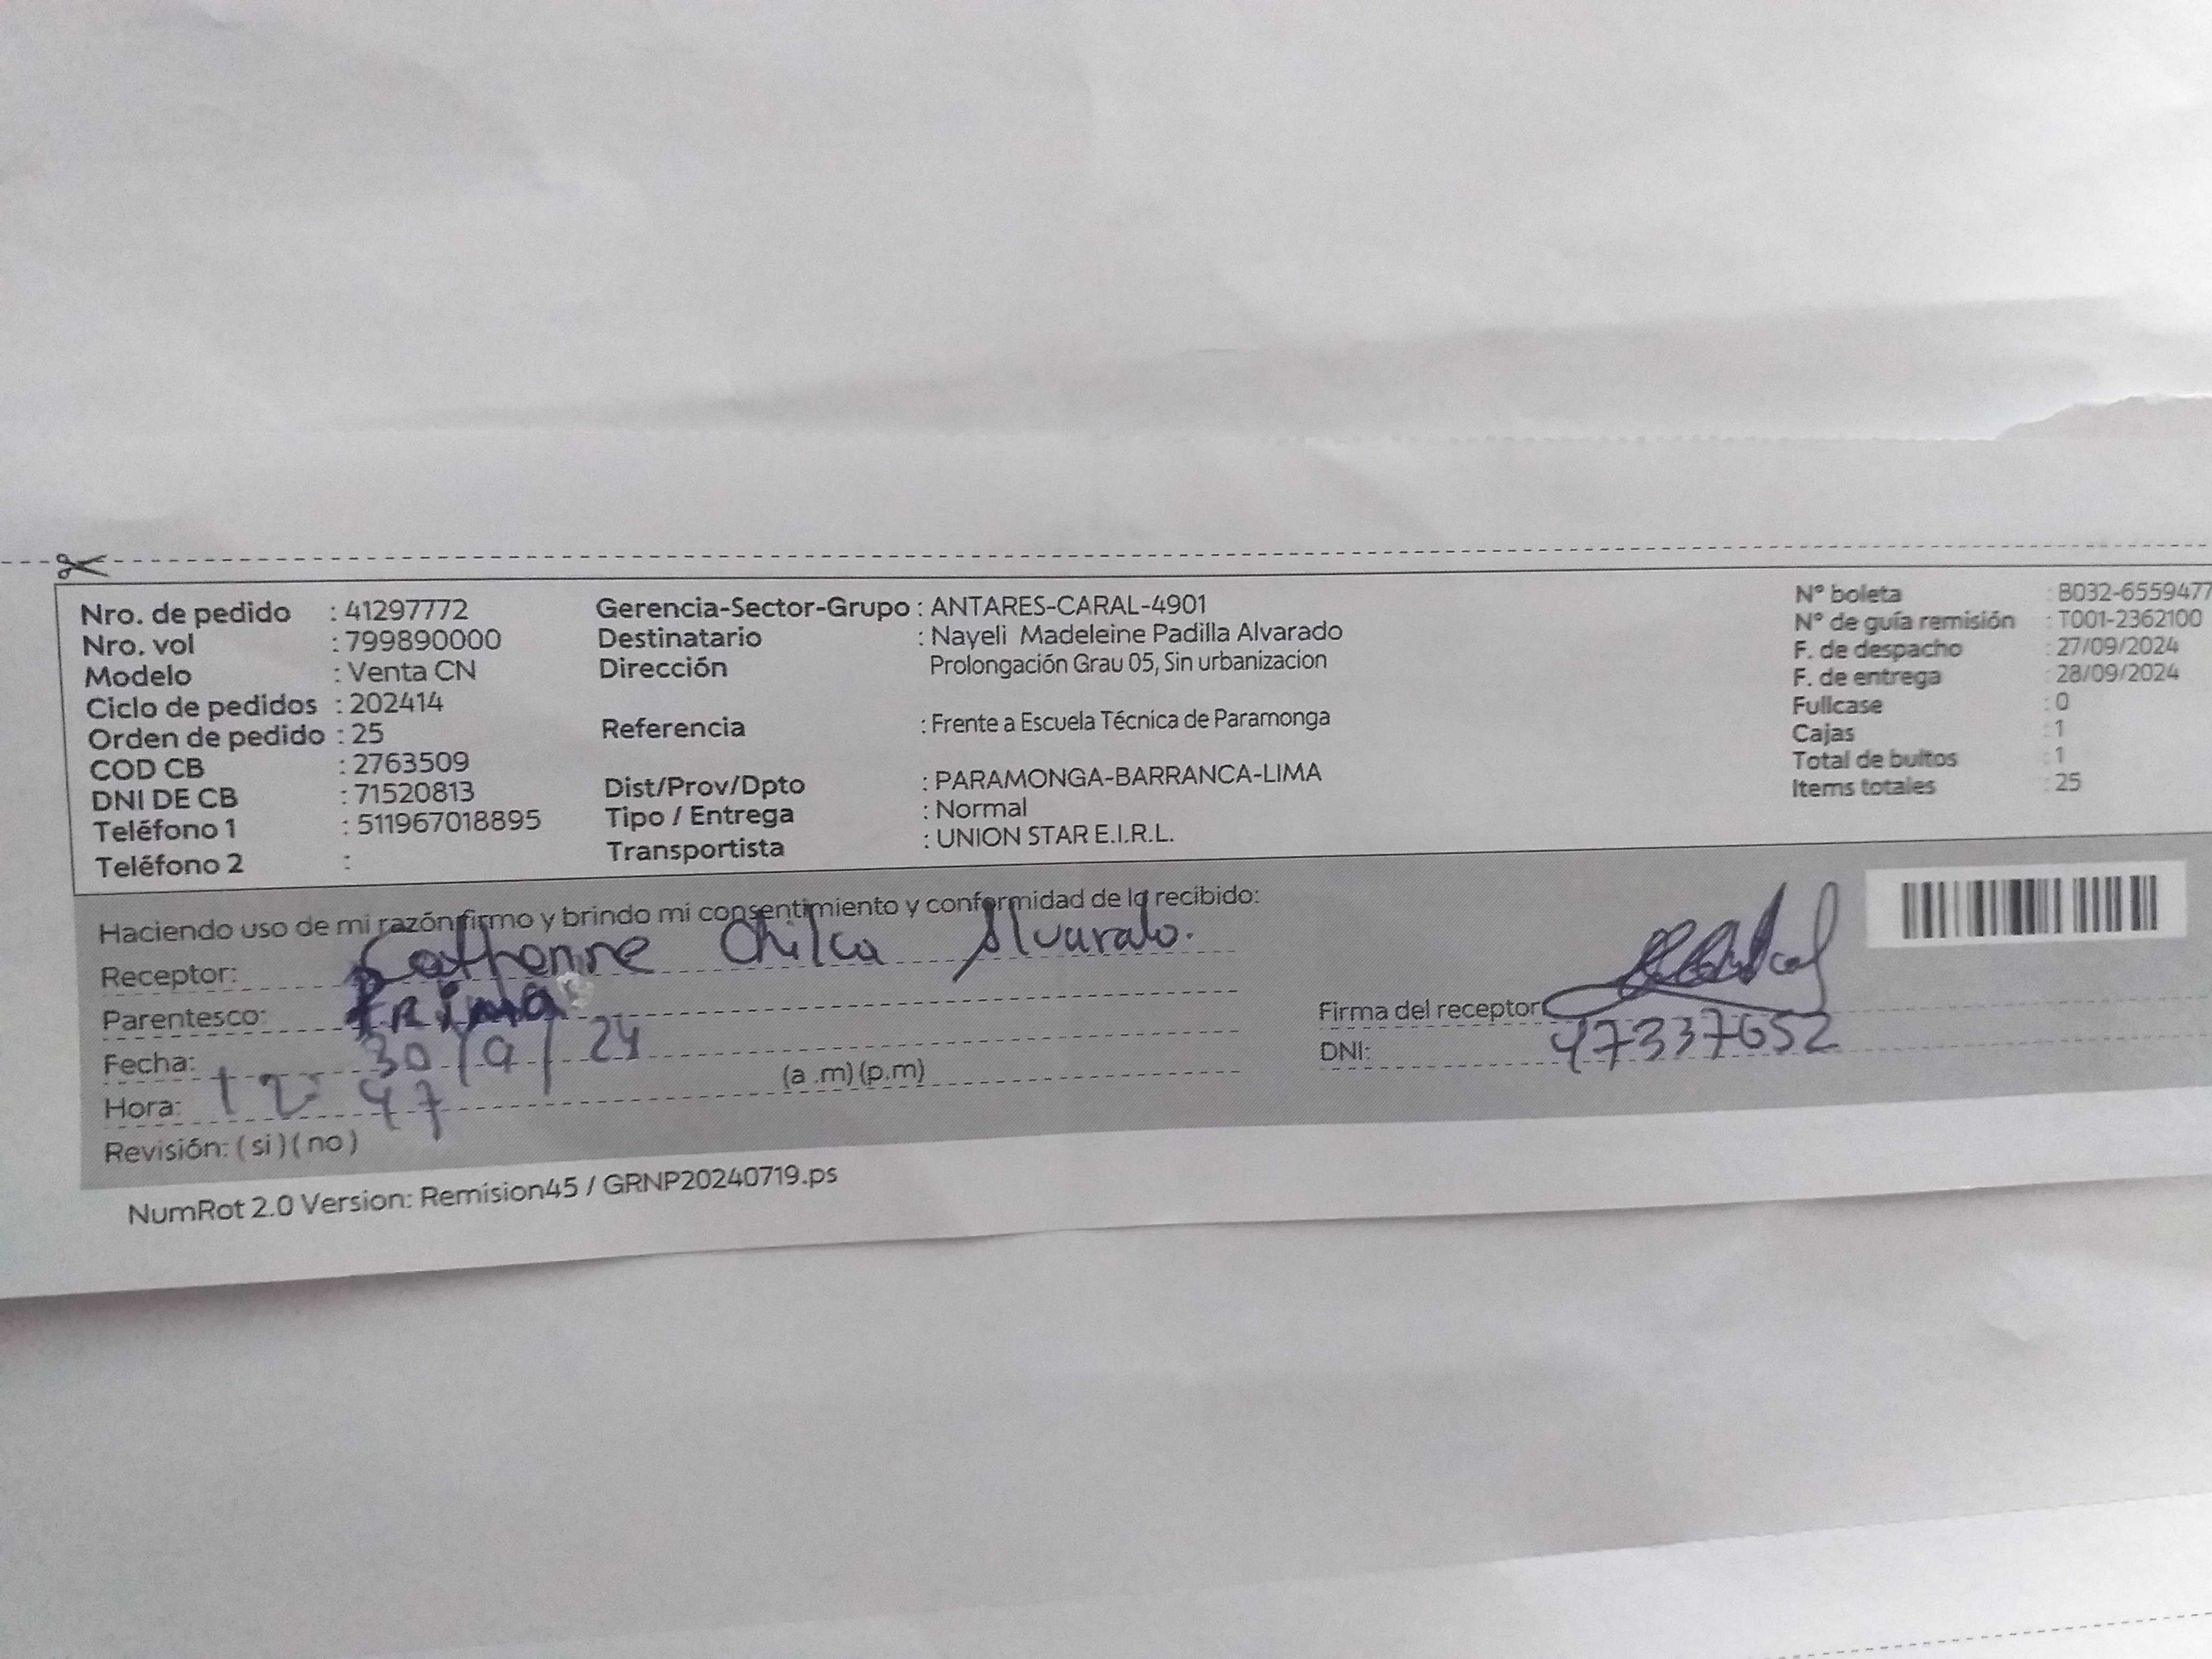 Nro. de pedido : 41297772
Nro. vol : 799890000
Modelo : Venta CN
Ciclo de pedidos : 202414
Orden de pedido : 25
COD CB : 2763509
DNI DE CB : 71520813
Teléfono 1 : 511967018895
Teléfono 2 :
Gerencia-Sector-Grupo : ANTARES-CARAL-4901
Destinatario : Nayeli Madeleine Padilla Alvarado
Dirección Prolongación Grau 05, Sin urbanizacion
Referencia : Frente a Escuela Técnica de Paramonga
Dist/Prov/Dpto : PARAMONGA-BARRANCA-LIMA
Tipo / Entrega : Normal
Transportista : UNION STAR E.I.R.L.
N° boleta : B032-6559477
N° de guía remisión : T001-2362100
F. de despacho : 27/09/2024
F. de entrega : 28/09/2024
Fullcase : 0
Cajas : 1
Total de bultos : 1
Items totales : 25
Haciendo uso de mi razón firmo y brindo mi consentimiento y conformidad de lo recibido:
Receptor: Chilca Alvarado.
Parentesco: Prima
Fecha: 30/9/24
Hora: 12: 47 (a .m) (p.m)
Revisión: ( si ) ( no )
Firma del receptor
DNI: 47337652
NumRot 2.0 Version: Remision45 / GRNP20240719.ps